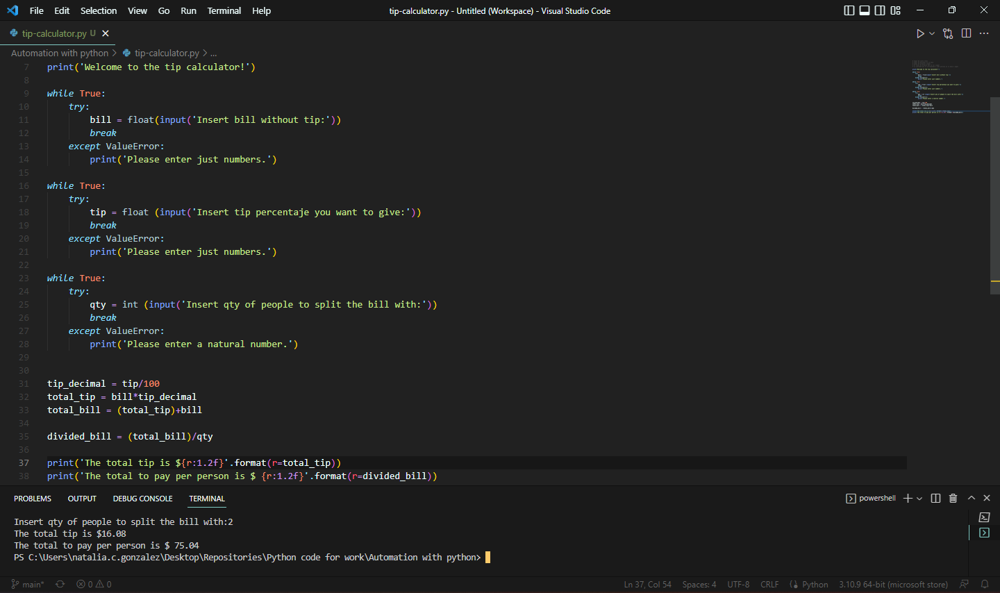 File Edit Selection View Go Run Terminal Help tip-calculator.py - Untitled (Workspace) - Visual Studio Code
tip-calculator.py U
Automation with python > tip-calculator.py > ...
7 print('Welcome to the tip calculator!')
8
9 while True:
10 try:
11 bill = float(input('Insert bill without tip:'))
12 break
13 except ValueError:
14 print('Please enter just numbers.')
15
16 while True:
17 try:
18 tip = float (input('Insert tip percentaje you want to give:'))
19 break
20 except ValueError:
21 print('Please enter just numbers.')
22
23 while True:
24 try:
25 qty = int (input('Insert qty of people to split the bill with:'))
26 break
27 except ValueError:
28 print('Please enter a natural number.')
29
30
31 tip_decimal = tip/100
32 total_tip = bill*tip_decimal
33 total_bill = (total_tip)+bill
34
35 divided_bill = (total_bill)/qty
36
37 print('The total tip is ${r:1.2f}'.format(r=total_tip))
38 print('The total to pay per person is $ {r:1.2f}'.format(r=divided_bill))
PROBLEMS OUTPUT DEBUG CONSOLE TERMINAL powershell
Insert qty of people to split the bill with:2
The total tip is $16.08
The total to pay per person is $ 75.04
PS C:\Users\natalia.c.gonzalez\Desktop\Repositories\Python code for work\Automation with python>
main* 0 0 Ln 37, Col 54 Spaces: 4 UTF-8 CRLF Python 3.10.9 64-bit (microsoft store)